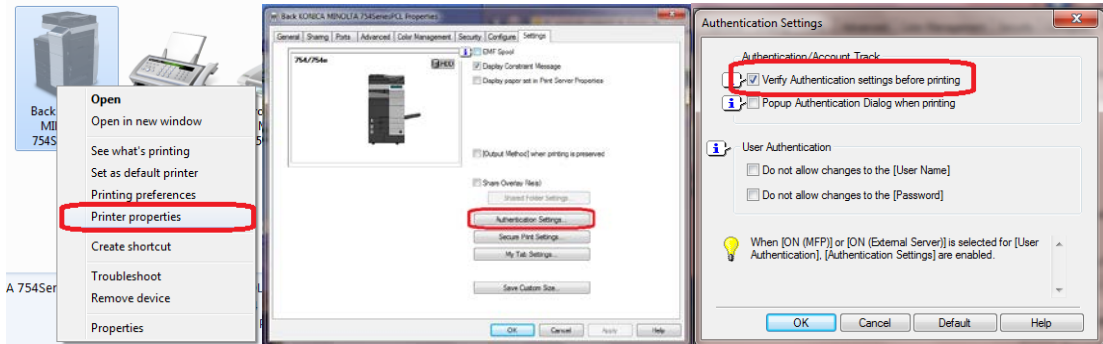 Back
MI
754S
A 754Ser
Open
Open in new window
See what's printing
Set as default printer
Printing preferences
Printer properties
Create shortcut
Troubleshoot
Remove device
Properties
Back KONICA MINOLTA 754SeriesPCL Properties
General Sharing Ports Advanced Color Management Security Configure Settings
754/754e
HDD
EMF Spool
Display Constraint Message
Display paper set in Print Server Properties
[Output Method] when printing is preserved
Share Overlay File(s)
Shared Folder Settings...
Authentication Settings...
Secure Print Settings...
My Tab Settings...
Save Custom Size...
OK Cancel Apply Help
Authentication Settings
Authentication/Account Track
Verify Authentication settings before printing
Popup Authentication Dialog when printing
User Authentication
Do not allow changes to the [User Name]
Do not allow changes to the [Password]
When [ON (MFP)] or [ON (External Server)] is selected for [User
Authentication], [Authentication Settings] are enabled.
OK Cancel Default Help